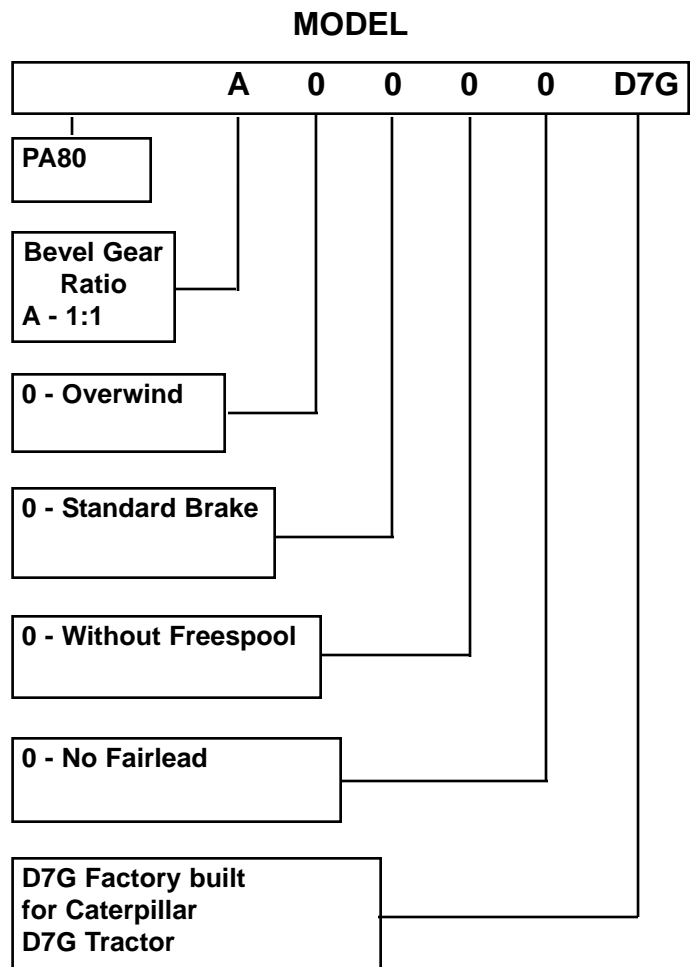 MODEL
A 0 0 0 0 D7G
PA80
Bevel Gear
Ratio
A - 1:1
0 - Overwind
0 - Standard Brake
0 - Without Freespool
0 - No Fairlead
D7G Factory built
for Caterpillar
D7G Tractor